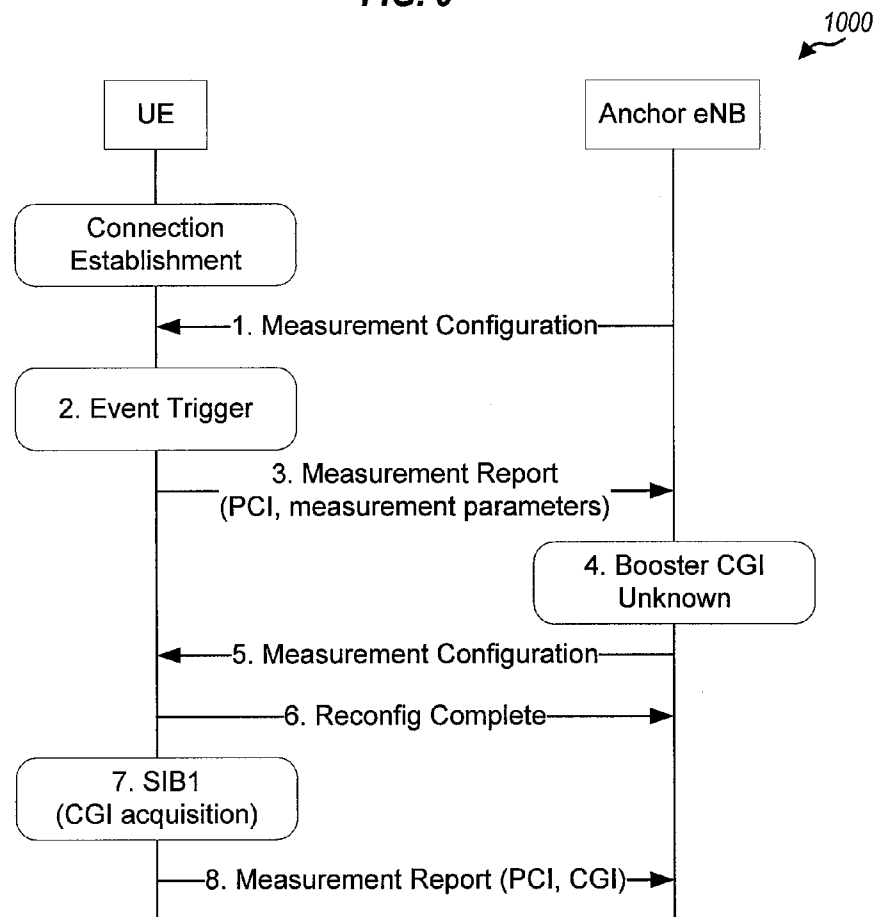 1000
UE
Anchor eNB
Connection
Establishment
1. Measurement Configuration
2. Event Trigger
3. Measurement Report
(PCI, measurement parameters)
4. Booster CGI
Unknown
5. Measurement Configuration
6. Reconfig Complete
7. SIB1
(CGI acquisition)
8. Measurement Report (PCI, CGI)